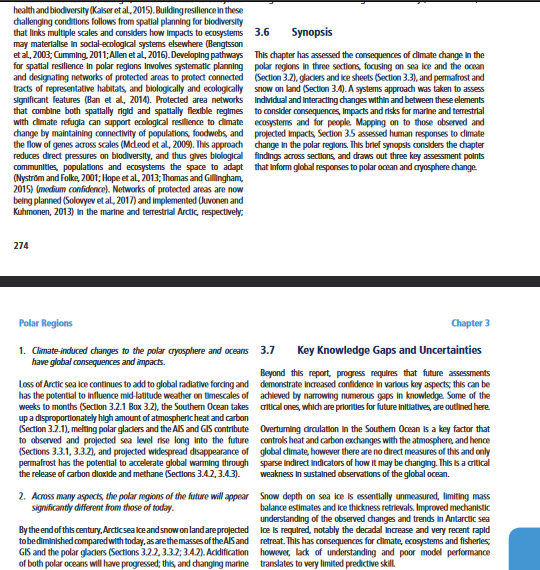 health and biodiversity (Kaiser et al., 2015). Building resilience in these
challenging conditions follows from spatial planning for biodiversity
that links multiple scales and considers how impacts to ecosystems
may materialise in social-ecological systems elsewhere (Bengtsson
et al., 2003; Cumming, 2011; Allen et al., 2016). Developing pathways
for spatial resilience in polar regions involves systematic planning
and designating networks of protected areas to protect connected
tracts of representative habitats, and biologically and ecologically
significant features (Ban et al., 2014). Protected area networks
that combine both spatially rigid and spatially flexible regimes
with climate refugia can support ecological resilience to climate
change by maintaining connectivity of populations, foodwebs, and
the flow of genes across scales (McLeod et al., 2009). This approach
reduces direct pressures on biodiversity, and thus gives biological
communities, populations and ecosystems the space to adapt
(Nyström and Folke, 2001; Hope et al., 2013; Thomas and Gillingham,
2015) (medium confidence). Networks of protected areas are now
being planned (Solovyev et al., 2017) and implemented (Juvonen and
Kuhmonen, 2013) in the marine and terrestrial Arctic, respectively;
3.6 Synopsis
This chapter has assessed the consequences of climate change in the
polar regions in three sections, focusing on sea ice and the ocean
(Section 3.2), glaciers and ice sheets (Section 3.3), and permafrost and
snow on land (Section 3.4). A systems approach was taken to assess
individual and interacting changes within and between these elements
to consider consequences, impacts and risks for marine and terrestrial
ecosystems and for people. Mapping on to those observed and
projected impacts, Section 3.5 assessed human responses to climate
change in the polar regions. This brief synopsis considers the chapter
findings across sections, and draws out three key assessment points
that inform global responses to polar ocean and cryosphere change.
274
Polar Regions
Chapter 3
1. Climate-induced changes to the polar cryosphere and oceans
have global consequences and impacts.
Loss of Arctic sea ice continues to add to global radiative forcing and
has the potential to influence mid-latitude weather on timescales of
weeks to months (Section 3.2.1 Box 3.2), the Southern Ocean takes
up a disproportionately high amount of atmospheric heat and carbon
(Section 3.2.1), melting polar glaciers and the AIS and GIS contribute
to observed and projected sea level rise long into the future
(Sections 3.3.1, 3.3.2), and projected widespread disappearance of
permafrost has the potential to accelerate global warming through
the release of carbon dioxide and methane (Sections 3.4.2, 3.4.3).
2. Across many aspects, the polar regions of the future will appear
significantly different from those of today.
By the end of this century, Arctic sea ice and snow on land are projected
to be diminished compared with today, as are the masses of the AIS and
GIS and the polar glaciers (Sections 3.2.2, 3.3.2; 3.4.2). Acidification
of both polar oceans will have progressed; this, and changing marine
3.7 Key Knowledge Gaps and Uncertainties
Beyond this report, progress requires that future assessments
demonstrate increased confidence in various key aspects; this can be
achieved by narrowing numerous gaps in knowledge. Some of the
critical ones, which are priorities for future initiatives, are outlined here.
Overturning circulation in the Southern Ocean is a key factor that
controls heat and carbon exchanges with the atmosphere, and hence
global climate, however there are no direct measures of this and only
sparse indirect indicators of how it may be changing. This is a critical
weakness in sustained observations of the global ocean.
Snow depth on sea ice is essentially unmeasured, limiting mass
balance estimates and ice thickness retrievals. Improved mechanistic
understanding of the observed changes and trends in Antarctic sea
ice is required, notably the decadal increase and very recent rapid
retreat. This has consequences for climate, ecosystems and fisheries;
however, lack of understanding and poor model performance
translates to very limited predictive skill.